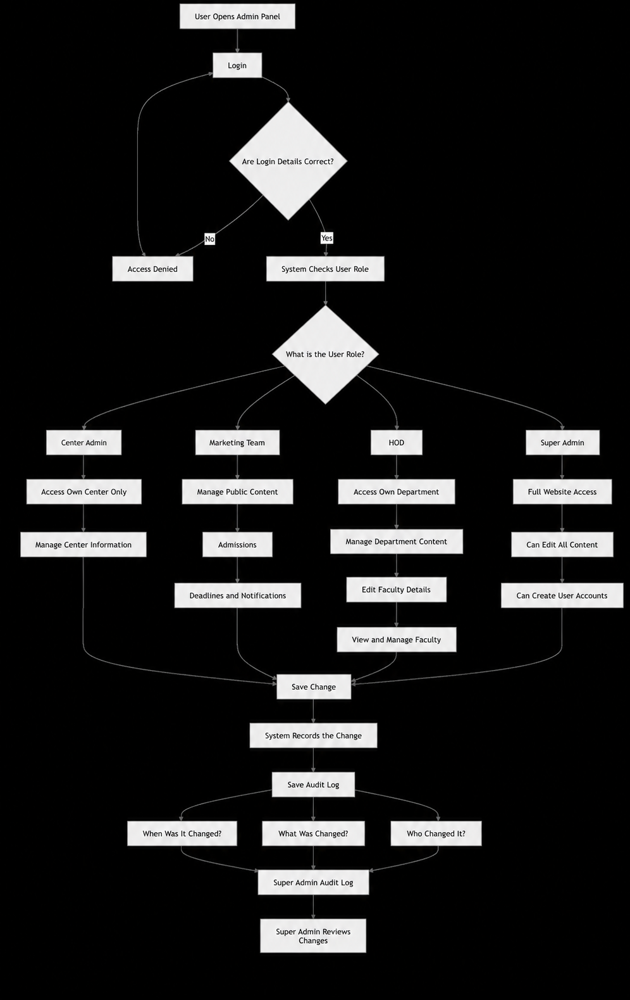 User Opens Admin Panel
Login
Are Login Details Correct?
No
Yes
Access Denied
System Checks User Role
What is the User Role?
Center Admin
Marketing Team
HOD
Super Admin
Access Own Center Only
Manage Public Content
Access Own Department
Full Website Access
Manage Center Information
Admissions
Manage Department Content
Can Edit All Content
Deadlines and Notifications
Edit Faculty Details
Can Create User Accounts
View and Manage Faculty
Save Change
System Records the Change
Save Audit Log
When Was It Changed?
What Was Changed?
Who Changed It?
Super Admin Audit Log
Super Admin Reviews
Changes